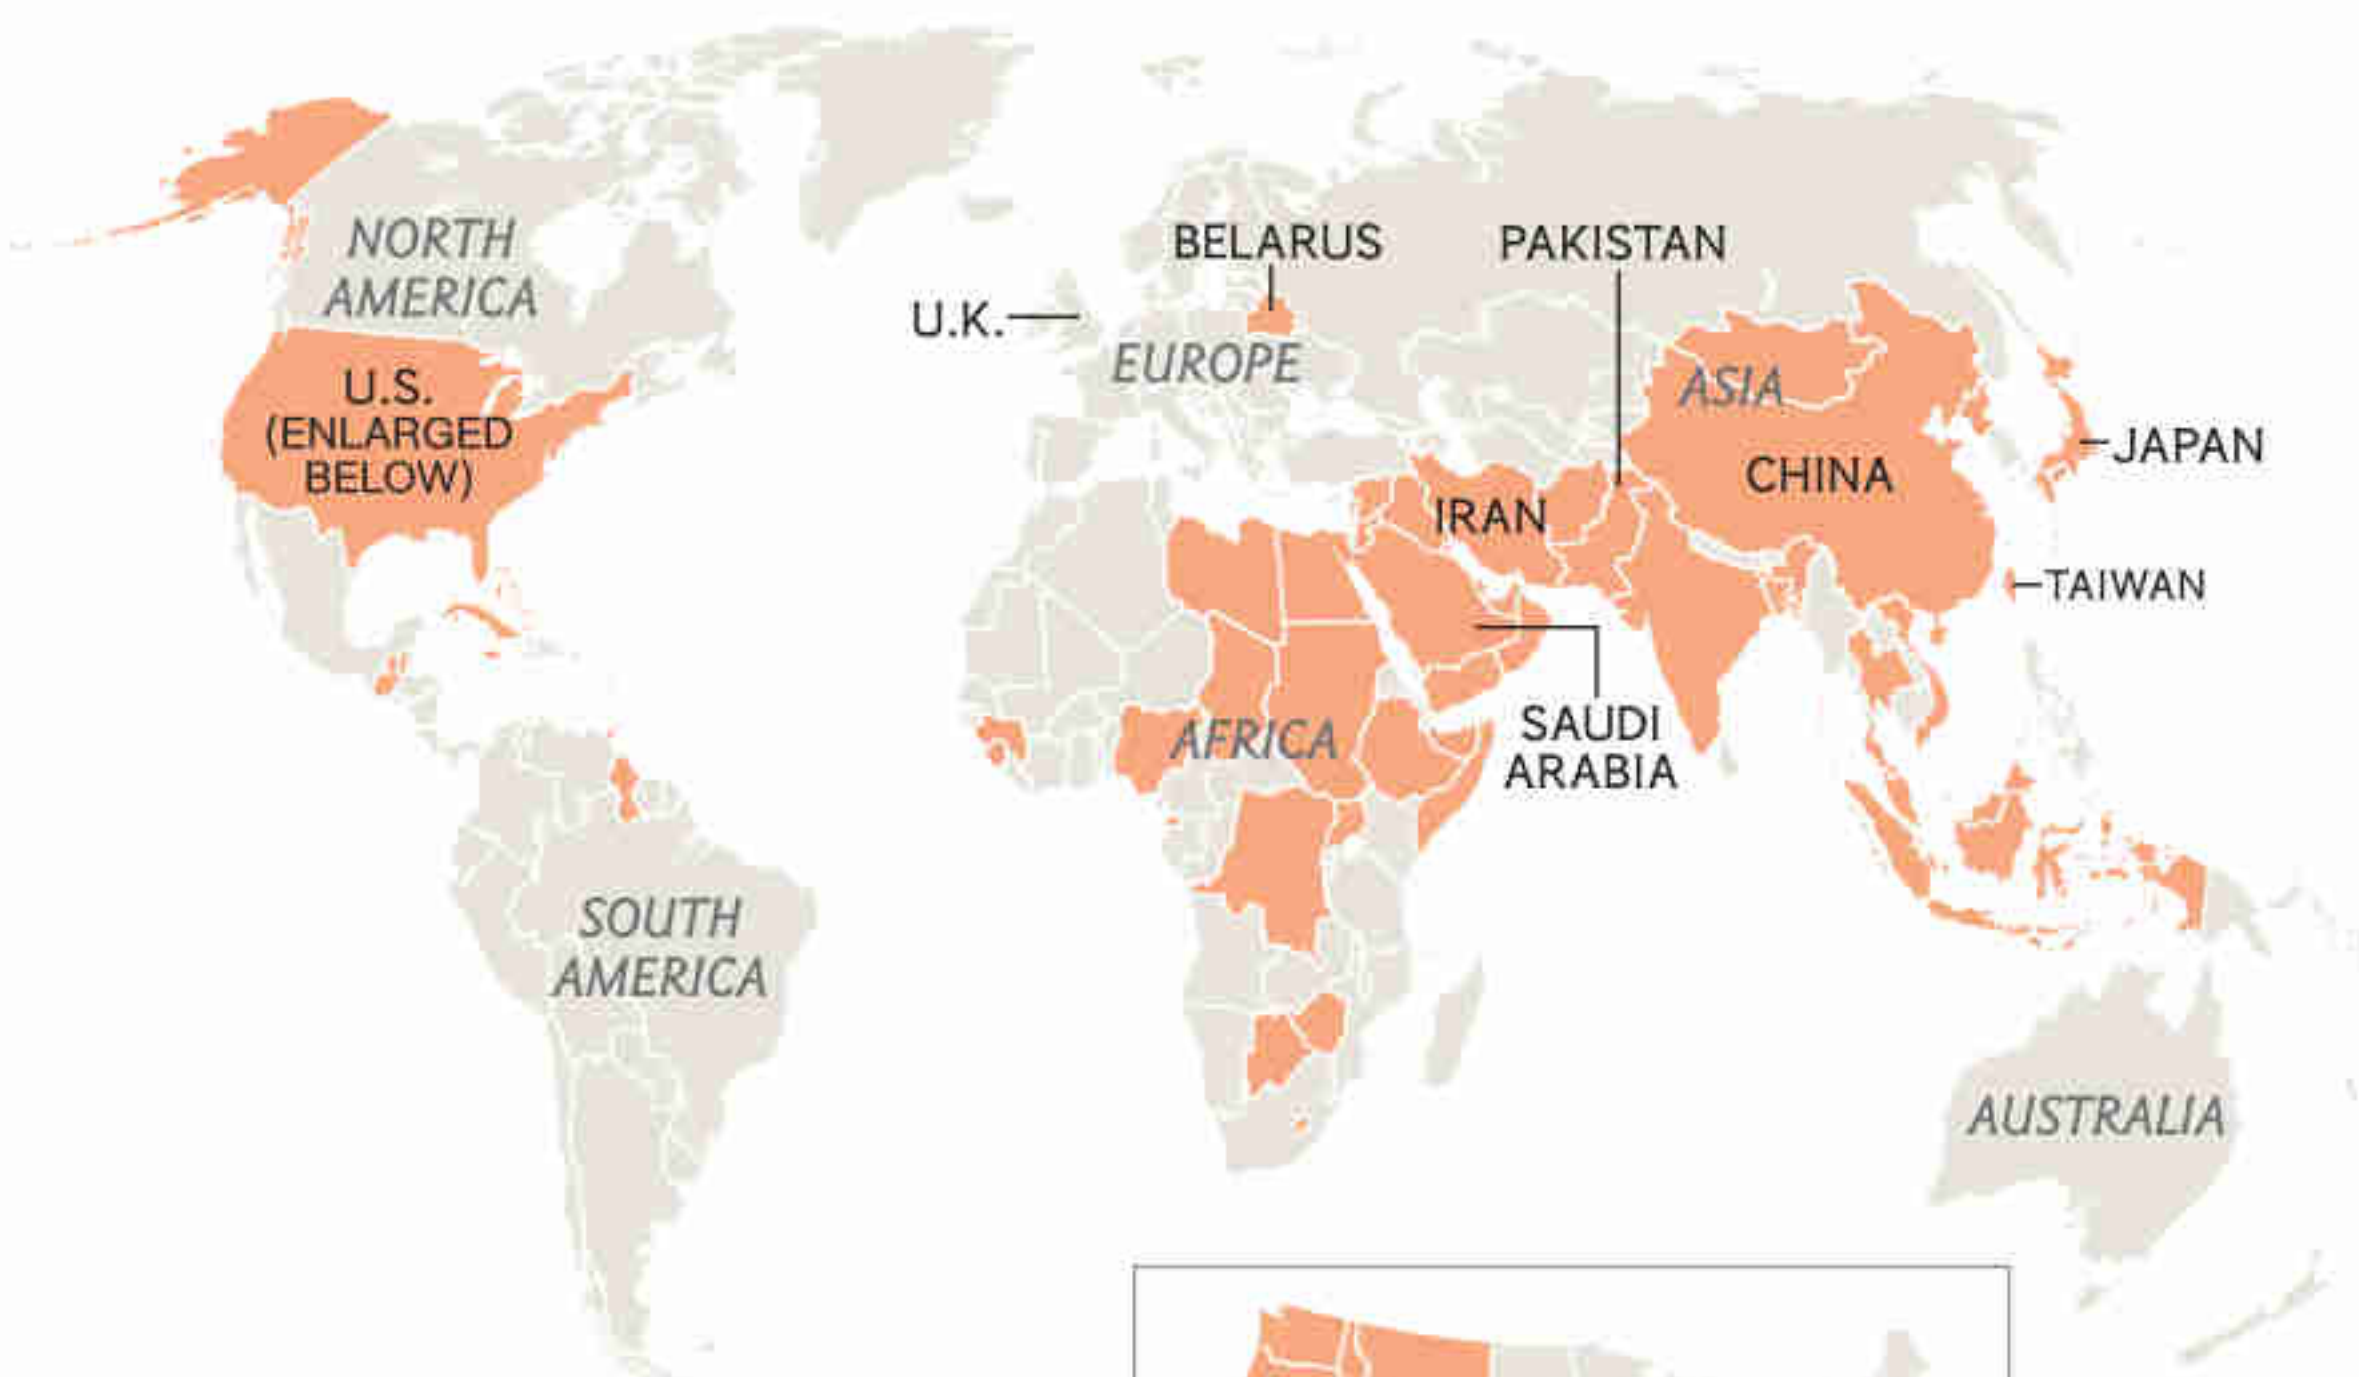 NORTH
AMERICA
BELARUS
PAKISTAN
U.K.
EUROPE
U.S.
(ENLARGED
BELOW)
ASIA
CHINA
JAPAN
IRAN
TAIWAN
AFRICA
SAUDI
ARABIA
SOUTH
AMERICA
AUSTRALIA